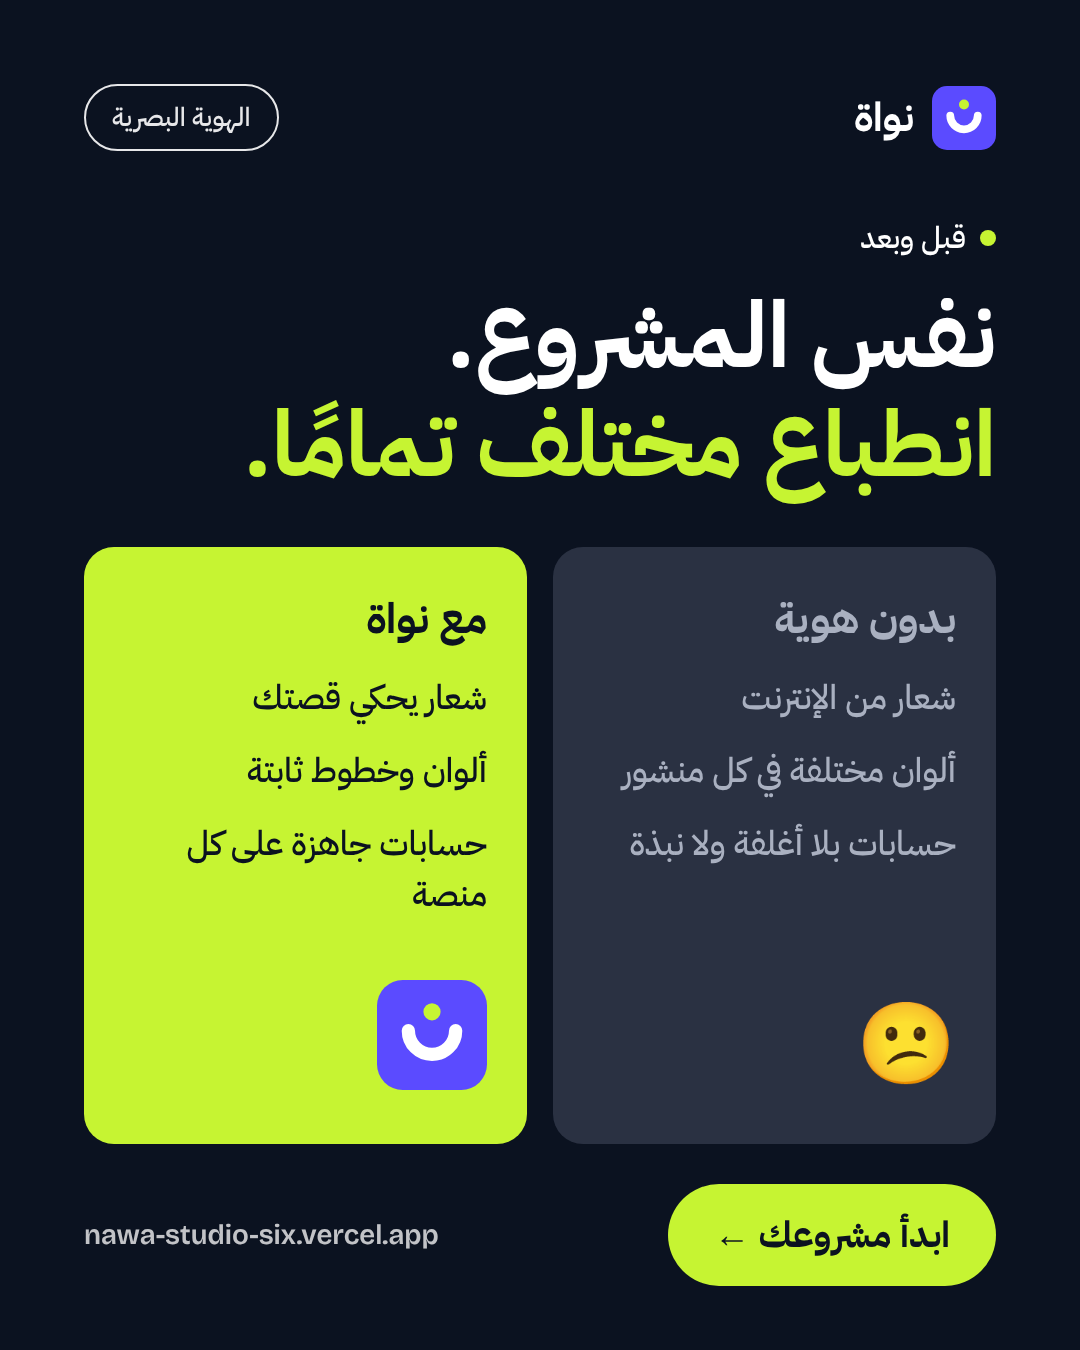 نواة
الهوية البصرية
قبل وبعد
نفس المشروع.
انطباع مختلف تمامًا.
بدون هوية
شعار من الإنترنت
ألوان مختلفة في كل منشور
حسابات بلا أغلفة ولا نبذة
مع نواة
شعار يحكي قصتك
ألوان وخطوط ثابتة
حسابات جاهزة على كل
منصة
ابدأ مشروعك ←
nawa-studio-six.vercel.app